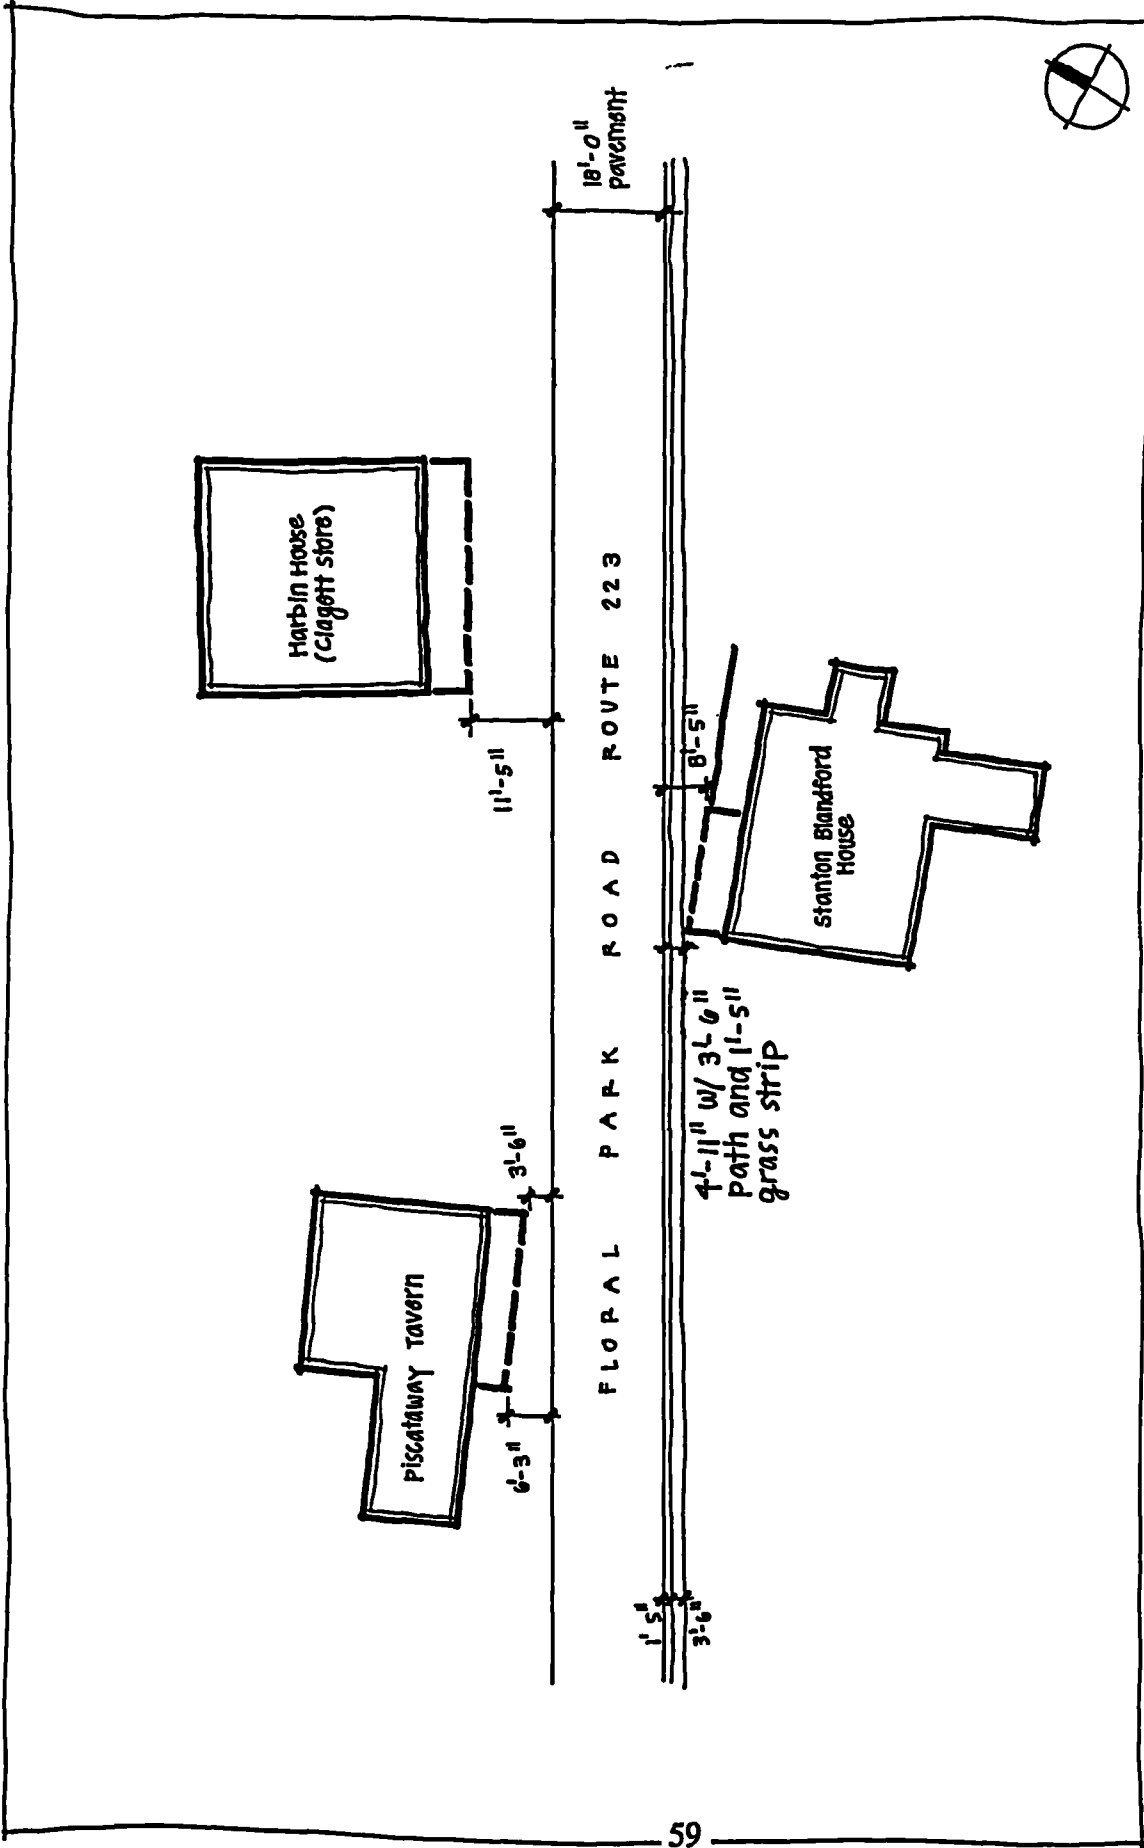 18'-0"
pavement
Harbin House
(Clagett store)
11'-5"
FLORAL PARK ROAD ROUTE 223
8'-5"
Stanton Blandford
House
4'-11" w/ 3'-6"
path and 1'-5"
grass strip
3'-6"
Piscataway Tavern
6'-3"
1' 5"
3'-6"
59